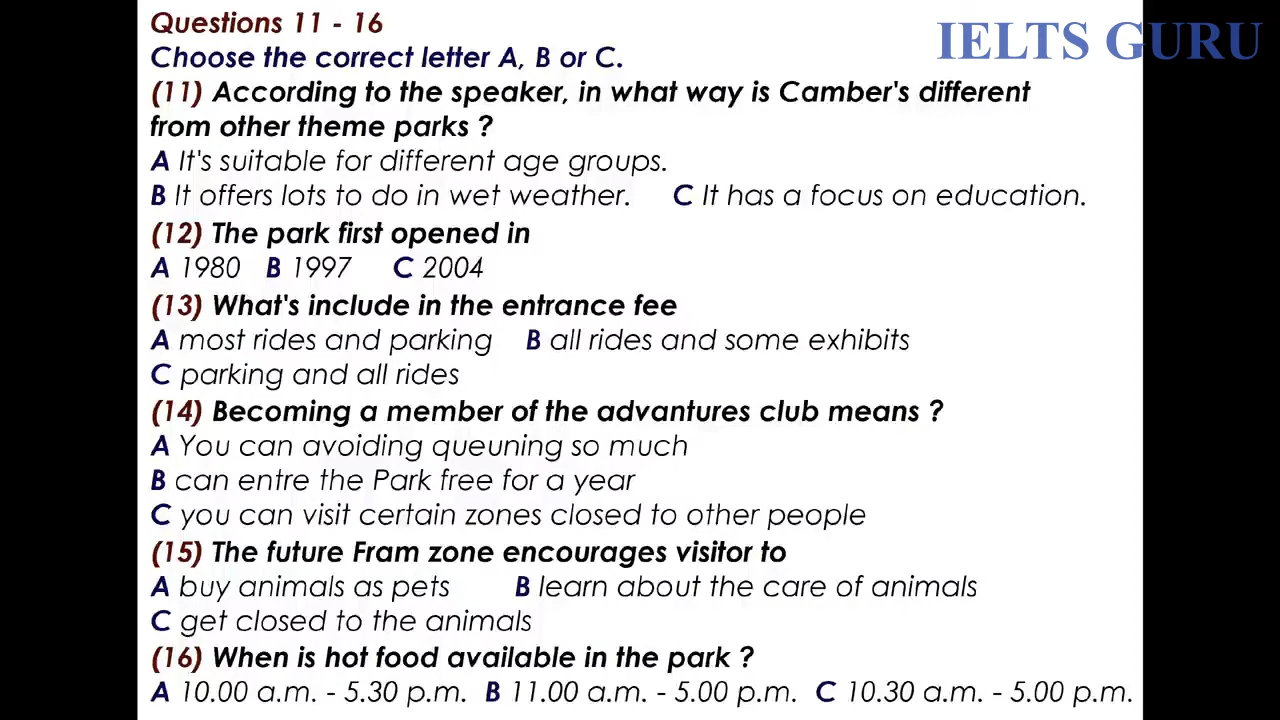 Questions 11 - 16
IELTS GURU
Choose the correct letter A, B or C.
(11) According to the speaker, in what way is Camber's different
from other theme parks ?
A It's suitable for different age groups.
B It offers lots to do in wet weather. C It has a focus on education.
(12) The park first opened in
A 1980 B 1997 C 2004
(13) What's include in the entrance fee
A most rides and parking B all rides and some exhibits
C parking and all rides
(14) Becoming a member of the advantures club means ?
A You can avoiding queuning so much
B can entre the Park free for a year
C you can visit certain zones closed to other people
(15) The future Fram zone encourages visitor to
A buy animals as pets B learn about the care of animals
C get closed to the animals
(16) When is hot food available in the park ?
A 10.00 a.m. - 5.30 p.m. B 11.00 a.m. - 5.00 p.m. C 10.30 a.m. - 5.00 p.m.